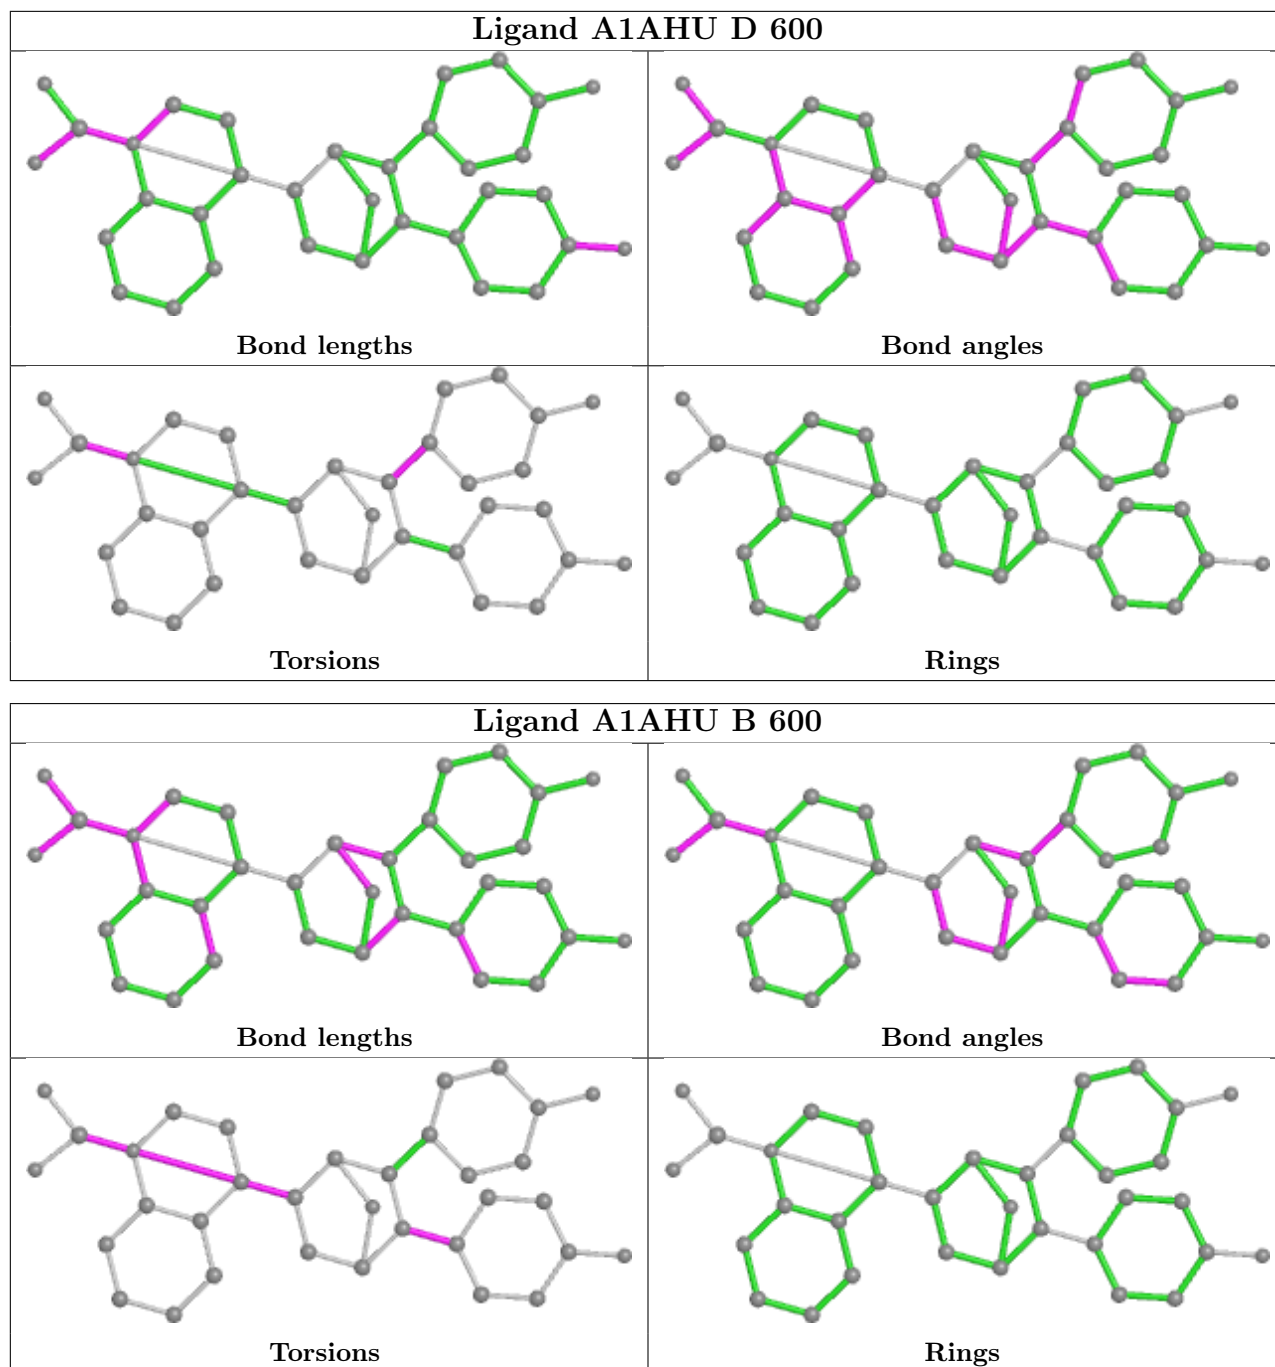 Ligand A1AHU D 600
Bond lengths
Bond angles
Torsions
Rings
Ligand A1AHU B 600
Bond lengths
Bond angles
Torsions
Rings